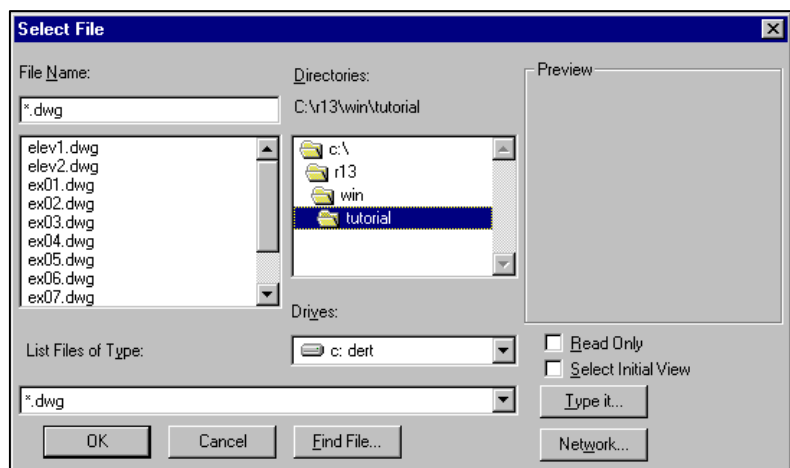 Select File
File Name:
*.dwg
elev1.dwg
elev2.dwg
ex01.dwg
ex02.dwg
ex03.dwg
ex04.dwg
ex05.dwg
ex06.dwg
ex07.dwg
List Files of Type:
*.dwg
Directories:
C:\r13\win\tutorial
c:\
r13
win
tutorial
Drives:
c: dert
Preview
Read Only
Select Initial View
Type it...
Network...
OK
Cancel
Find File...